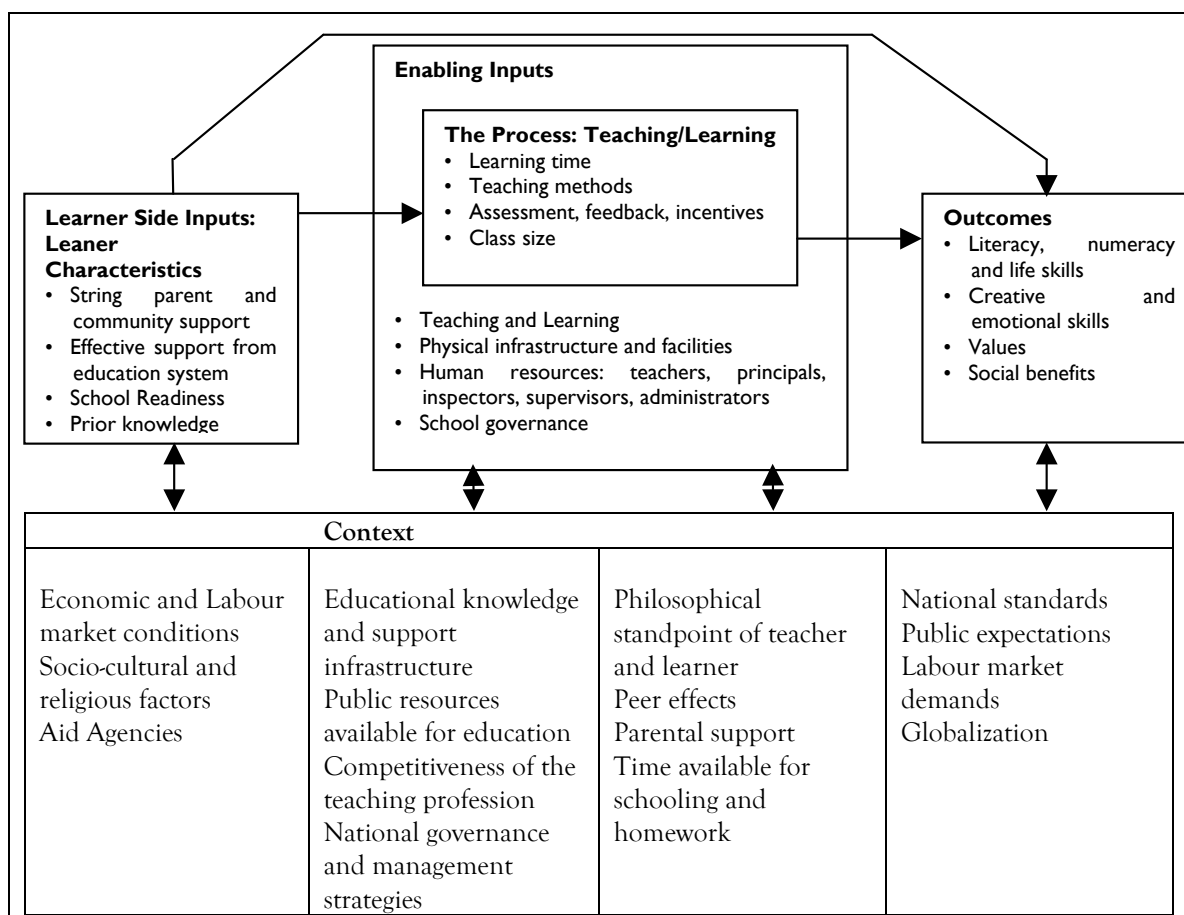 Enabling Inputs
The Process: Teaching/Learning
• Learning time
• Teaching methods
• Assessment, feedback, incentives
• Class size
Learner Side Inputs:
Leaner
Characteristics
• String parent and
community support
• Effective support from
education system
• School Readiness
• Prior knowledge
• Teaching and Learning
• Physical infrastructure and facilities
• Human resources: teachers, principals,
inspectors, supervisors, administrators
• School governance
Outcomes
• Literacy, numeracy
and life skills
• Creative and
emotional skills
• Values
• Social benefits
Context
Economic and Labour
market conditions
Socio-cultural and
religious factors
Aid Agencies
Educational knowledge
and support
infrastructure
Public resources
available for education
Competitiveness of the
teaching profession
National governance
and management
strategies
Philosophical
standpoint of teacher
and learner
Peer effects
Parental support
Time available for
schooling and
homework
National standards
Public expectations
Labour market
demands
Globalization